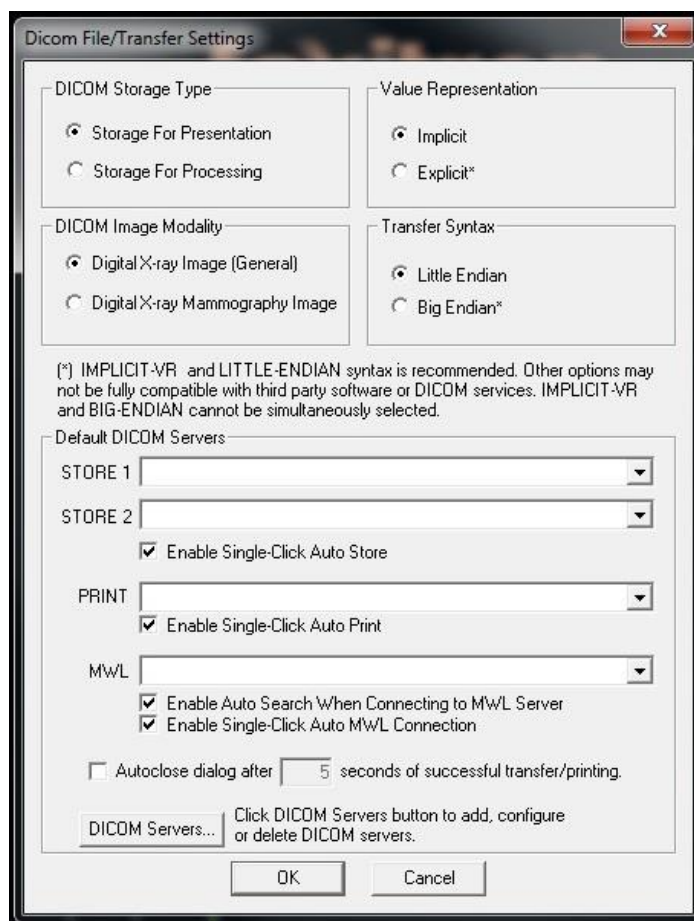 Dicom File/Transfer Settings
DICOM Storage Type
Storage For Presentation
Storage For Processing
Value Representation
Implicit
Explicit*
DICOM Image Modality
Digital X-ray Image (General)
Digital X-ray Mammography Image
Transfer Syntax
Little Endian
Big Endian*
(*) IMPLICIT-VR and LITTLE-ENDIAN syntax is recommended. Other options may
not be fully compatible with third party software or DICOM services. IMPLICIT-VR
and BIG-ENDIAN cannot be simultaneously selected.
Default DICOM Servers
STORE 1
STORE 2
Enable Single-Click Auto Store
PRINT
Enable Single-Click Auto Print
MWL
Enable Auto Search When Connecting to MWL Server
Enable Single-Click Auto MWL Connection
Autoclose dialog after 5 seconds of successful transfer/printing.
DICOM Servers...
Click DICOM Servers button to add, configure
or delete DICOM servers.
OK
Cancel